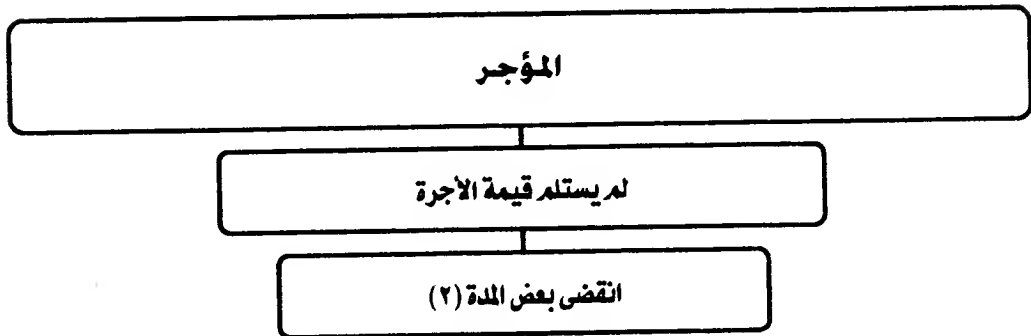 المؤجر
لم يستلم قيمة الأجرة
انقضى بعض المدة (٢)